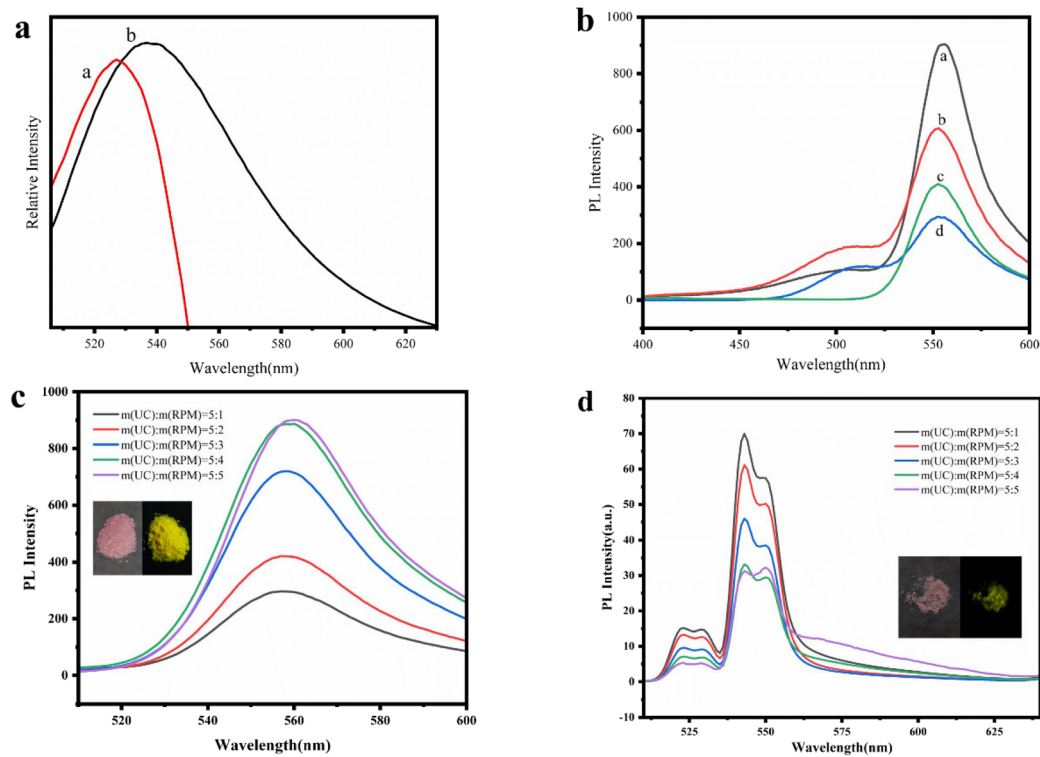 a
b
a
Relative Intensity
520
540
560
580
600
620
Wavelength(nm)
b
1000
800
600
400
200
0
PL Intensity
a
b
c
d
400
450
500
550
600
Wavelength(nm)
c
1000
800
600
400
200
0
PL Intensity
m(UC):m(RPM)=5:1
m(UC):m(RPM)=5:2
m(UC):m(RPM)=5:3
m(UC):m(RPM)=5:4
m(UC):m(RPM)=5:5
520
540
560
580
600
Wavelength(nm)
d
80
70
60
50
40
30
20
10
0
-10
PL Intensity(a.u.)
m(UC):m(RPM)=5:1
m(UC):m(RPM)=5:2
m(UC):m(RPM)=5:3
m(UC):m(RPM)=5:4
m(UC):m(RPM)=5:5
525
550
575
600
625
Wavelength(nm)